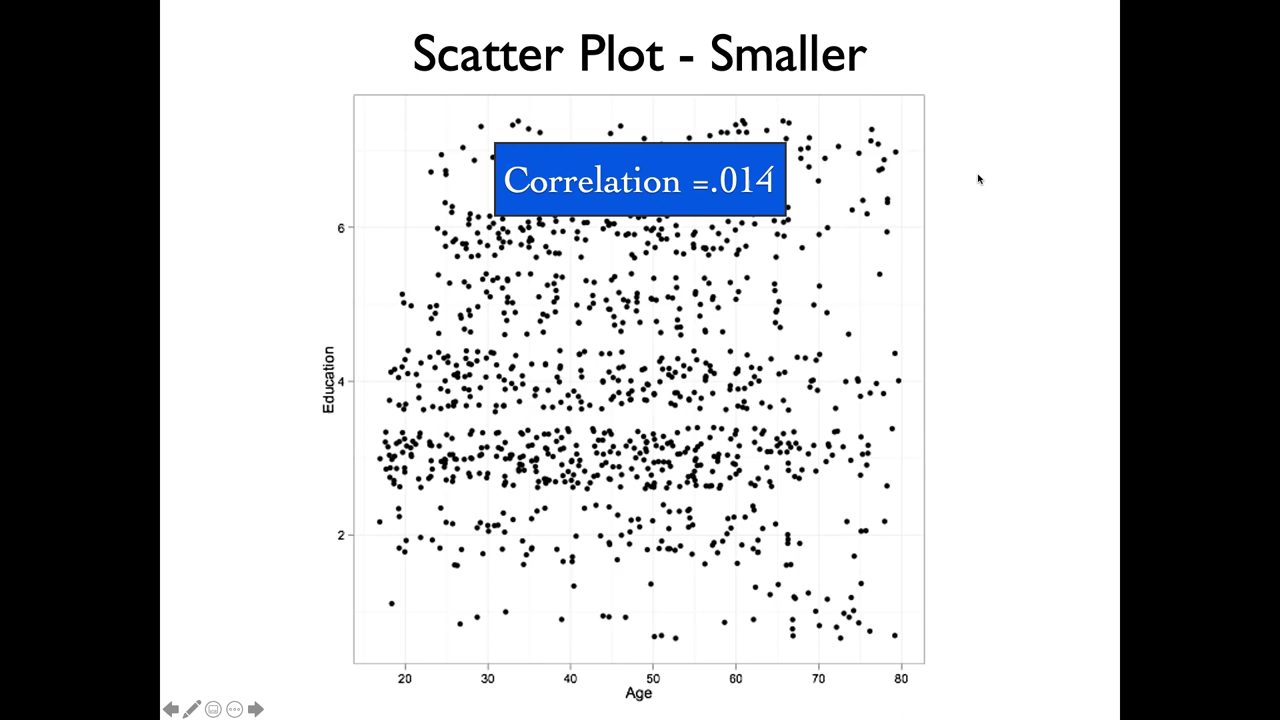 Scatter Plot - Smaller
Correlation =.014
6
4
2
Education
20 30 40 50 60 70 80
Age